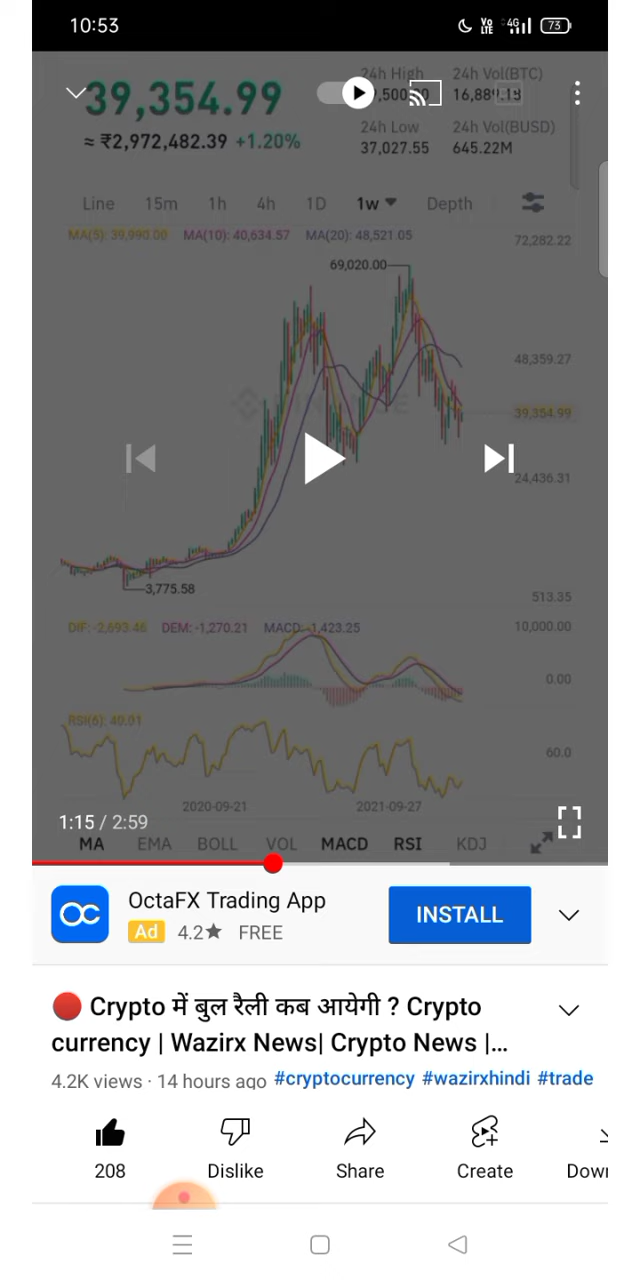 10:53
Vo LTE 4G 73
39,354.99
≈ ₹2,972,482.39 +1.20%
24h High 24h Vol(BTC)
24h Low 24h Vol(BUSD)
37,027.55 645.22M
Line 15m 1h 4h 1D 1w Depth
MA(5): 39,990.00 MA(10): 40,634.57 MA(20): 48,521.05
72,282.22
69,020.00
48,359.27
39,354.99
24,436.31
3,775.58
513.35
DIF: -2,693.46 DEM: -1,270.21 MACD: -1,423.25
10,000.00
0.00
RSI(6): 40.01
60.0
2020-09-21 2021-09-27
1:15 / 2:59
MA EMA BOLL VOL MACD RSI KDJ
OctaFX Trading App
Ad 4.2★ FREE
INSTALL
🔴 Crypto में बुल रैली कब आयेगी ? Crypto
currency | Wazirx News| Crypto News |...
4.2K views · 14 hours ago #cryptocurrency #wazirxhindi #trade
208 Dislike Share Create Down